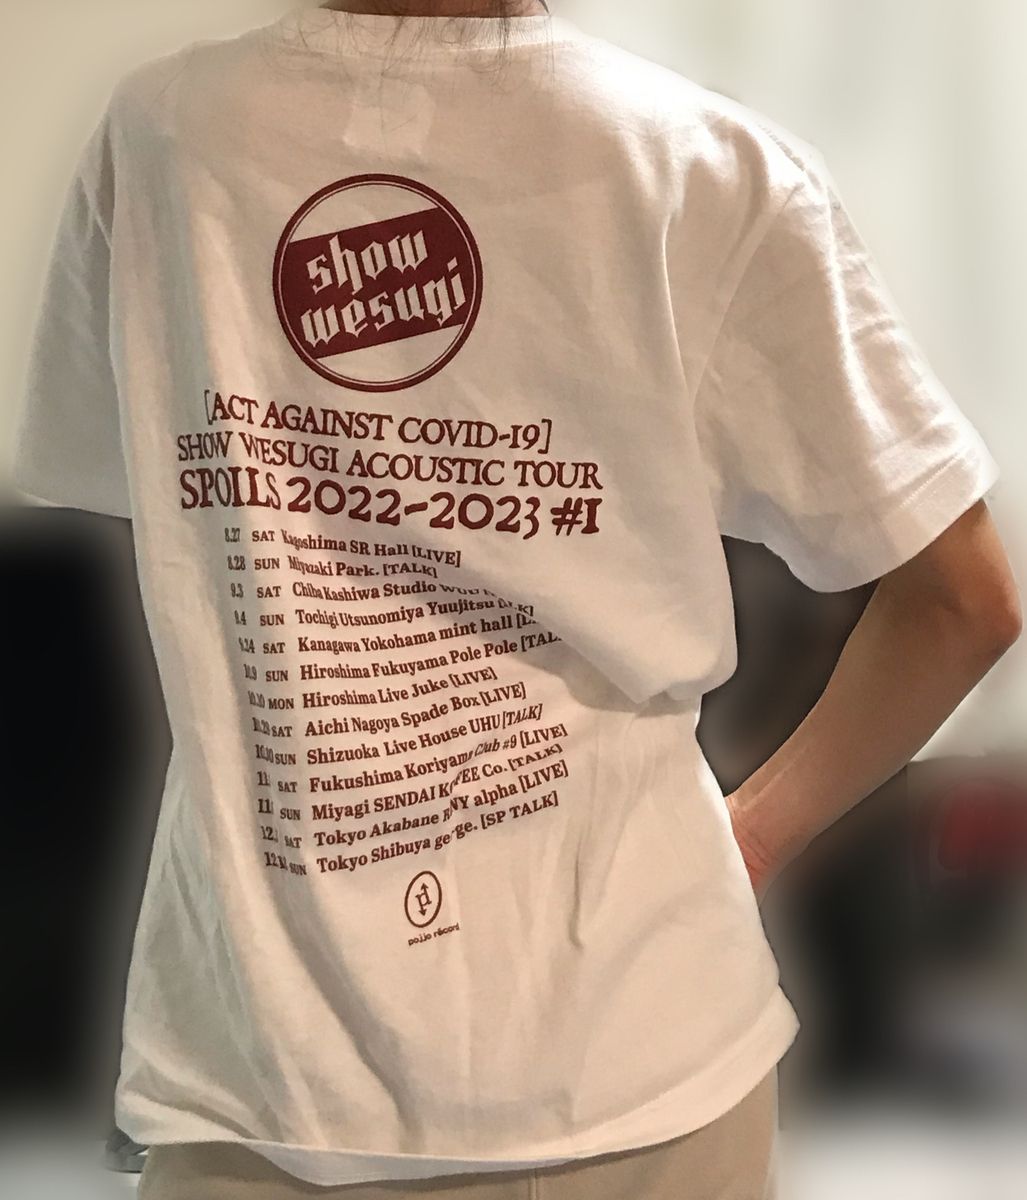 show
wesugi
[ACT AGAINST COVID-19]
SHOW WESUGI ACOUSTIC TOUR
SPOILS 2022-2023 #1
8.27 SAT Kagoshima SR Hall [LIVE]
8.28 SUN Miyazaki Park. [TALK]
9.3 SAT Chiba Kashiwa Studio
9.4 SUN Tochigi Utsunomiya Yuujitsu
9.24 SAT Kanagawa Yokohama mint hall
SUN Hiroshima Fukuyama Pole Pole
MON Hiroshima Live Juke [LIVE]
SAT Aichi Nagoya Spade Box [LIVE]
SUN Shizuoka Live House UHU [TALK]
SAT Fukushima Koriyama Club #9 [LIVE]
SUN Miyagi SENDAI Co. [TALK]
SAT Tokyo Akabane alpha [LIVE]
SUN Tokyo Shibuya [SP TALK]
pojjo record